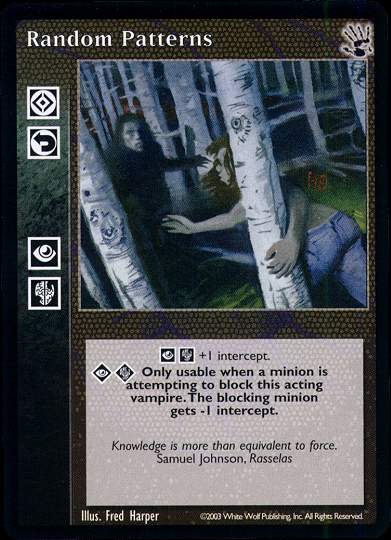 Random Patterns
+1 intercept.
Only usable when a minion is
attempting to block this acting
vampire. The blocking minion
gets -1 intercept.
Knowledge is more than equivalent to force.
Samuel Johnson, Rasselas
Illus. Fred Harper
©2003 White Wolf Publishing, Inc. All Rights Reserved.